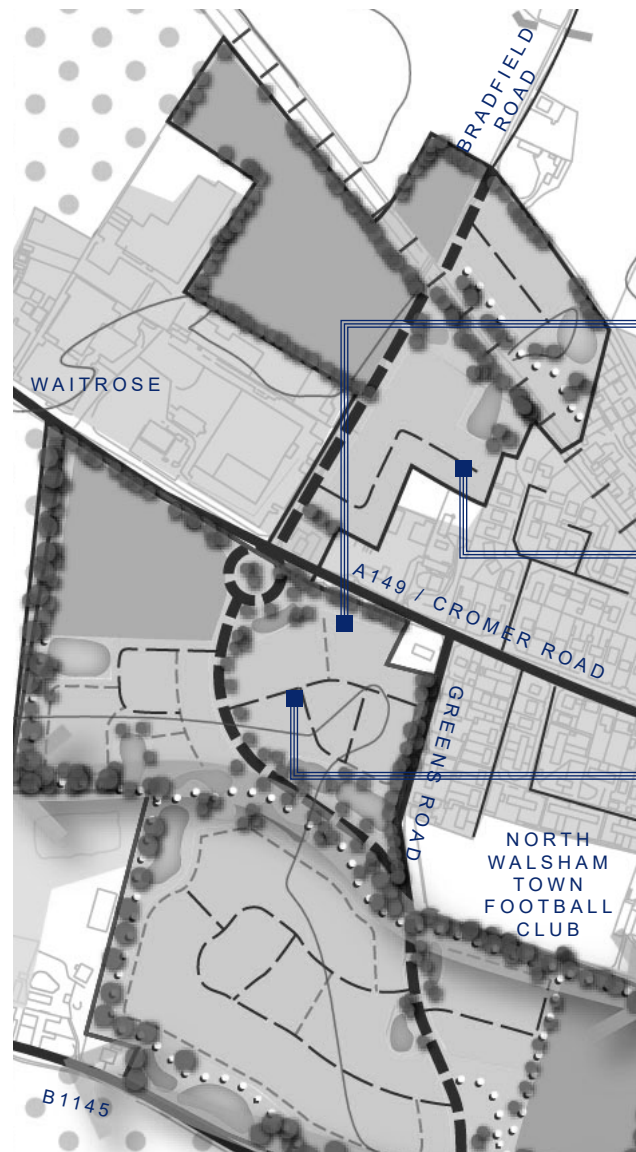 BRADFIELD
ROAD
WAITROSE
A149 / CROMER ROAD
GREENS ROAD
NORTH
WALSHAM
TOWN
FOOTBALL
CLUB
B1145